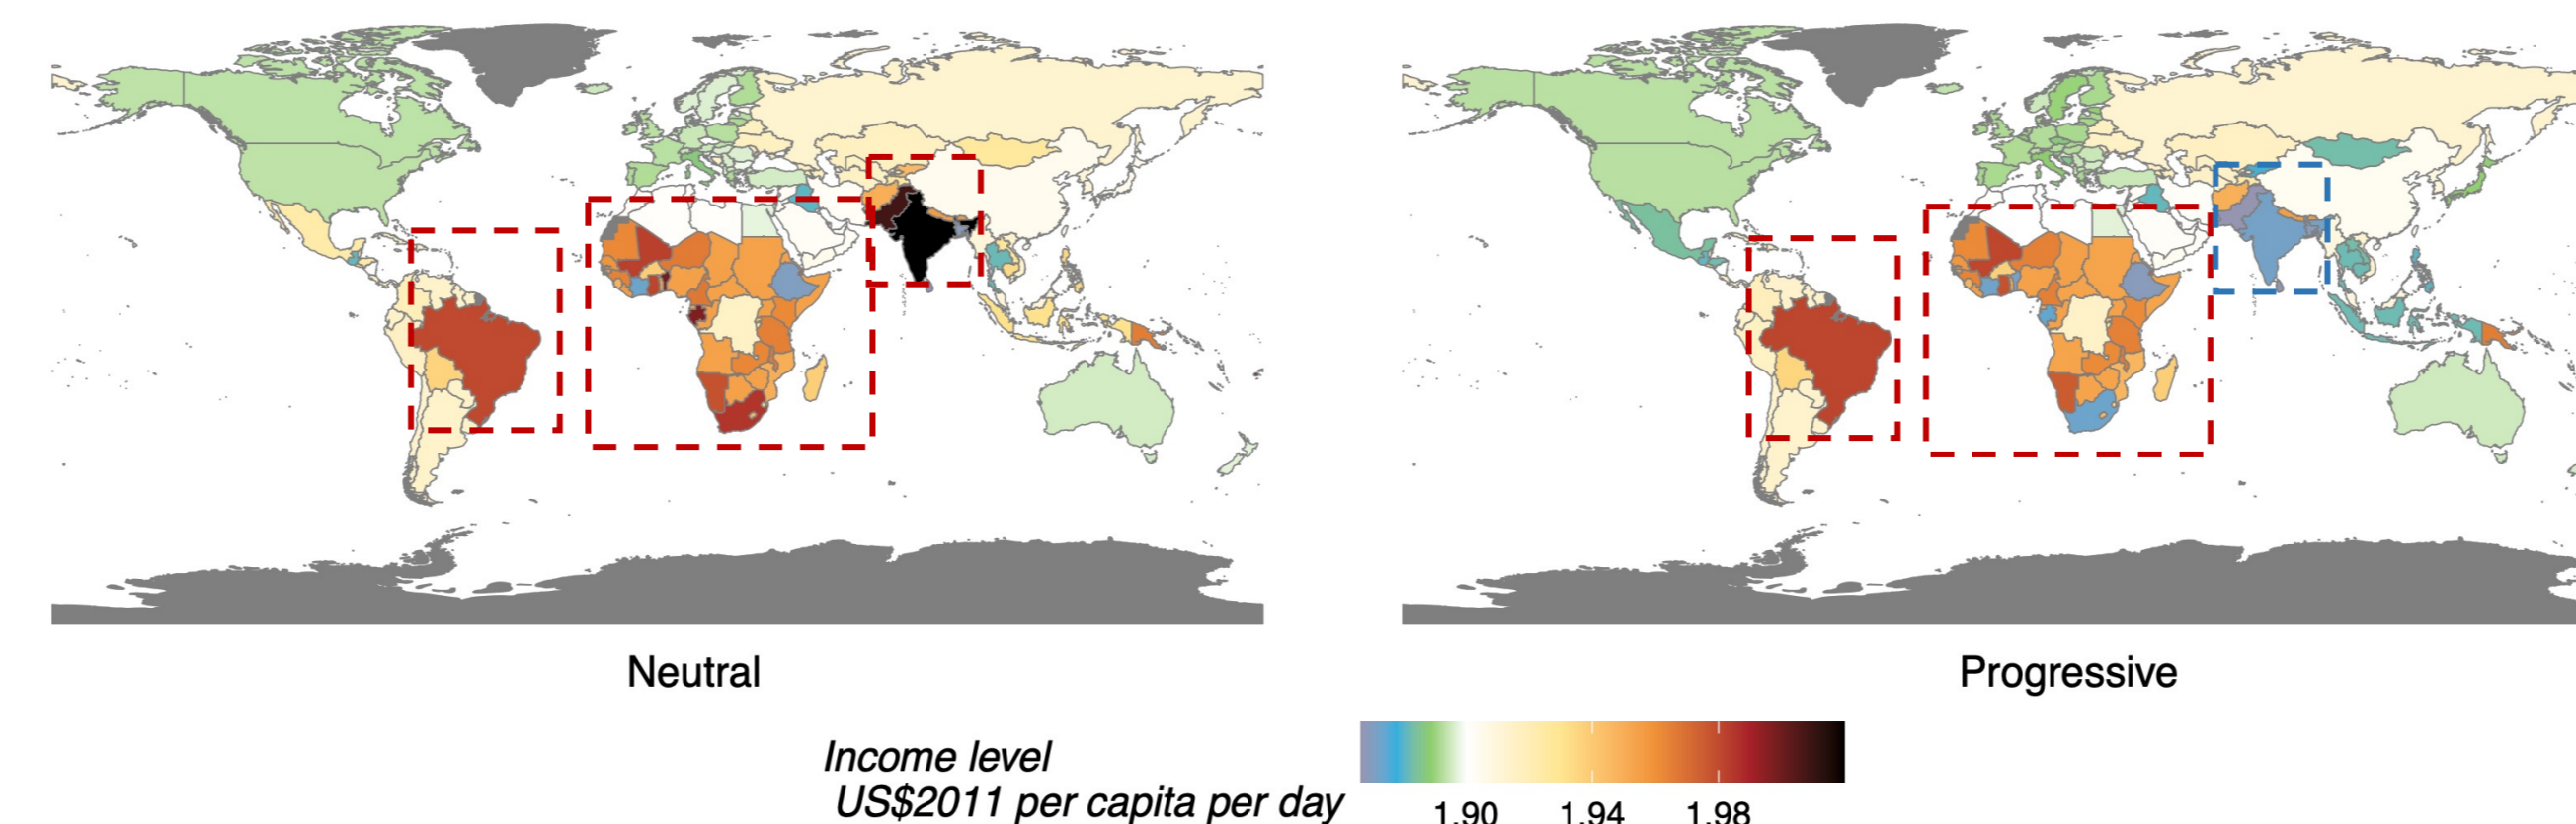 Neutral
Progressive
Income level
US$2011 per capita per day
1.90 1.94 1.98